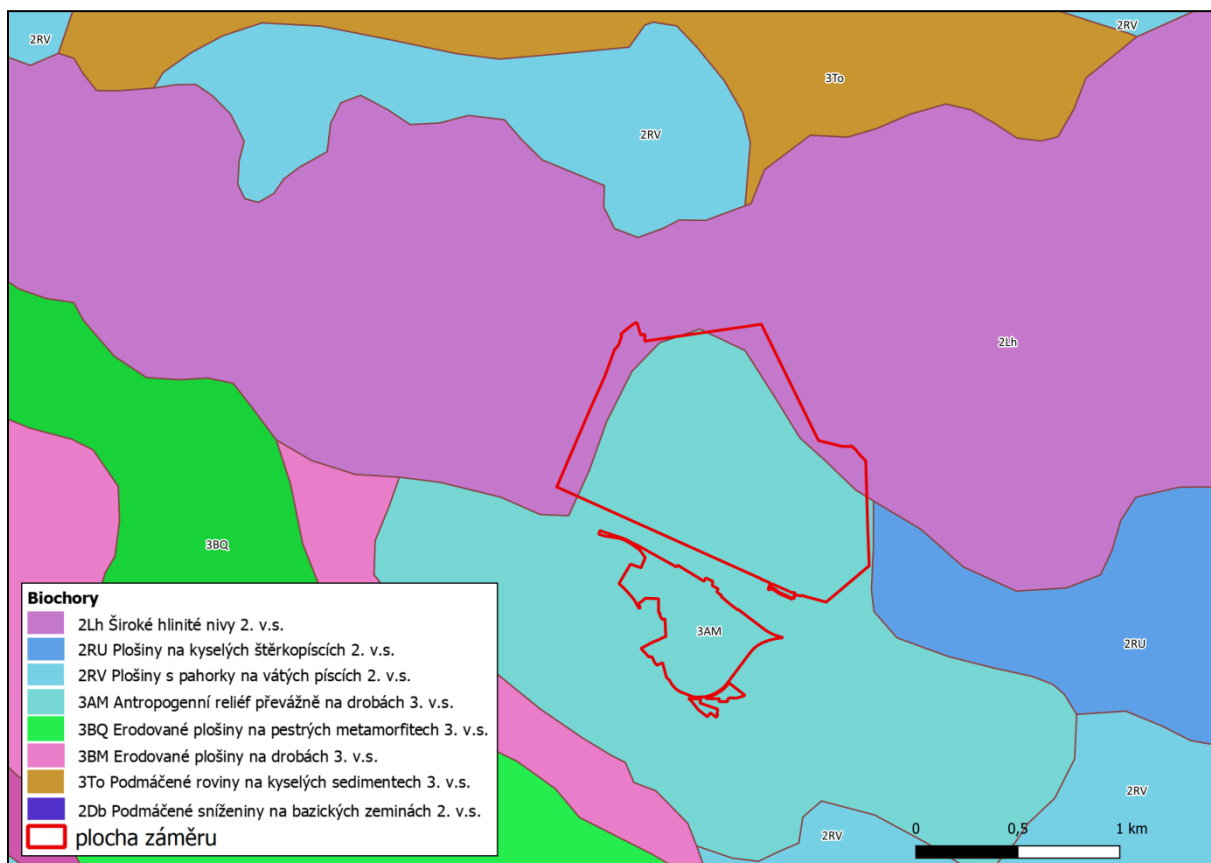 2RV
2RV
3To
2RV
2Lh
3BQ
3AM
2RU
2RV
2RV
Biochory
2Lh Široké hlinité nivy 2. v.s.
2RU Plošiny na kyselých štěrkopíscích 2. v.s.
2RV Plošiny s pahorky na vátých píscích 2. v.s.
3AM Antropogenní reliéf převážně na drobách 3. v.s.
3BQ Erodované plošiny na pestrých metamorfitech 3. v.s.
3BM Erodované plošiny na drobách 3. v.s.
3To Podmáčené roviny na kyselých sedimentech 3. v.s.
2Db Podmáčené sníženiny na bazických zeminách 2. v.s.
plocha záměru
0 0,5 1 km